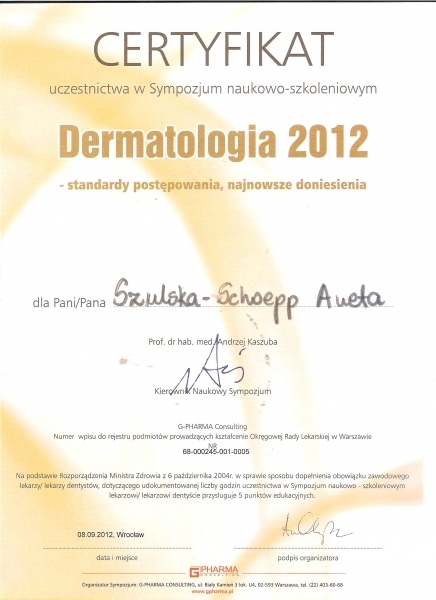 CERTYFIKAT
uczestnictwa w Sympozjum naukowo-szkoleniowym
Dermatologia 2012
- standardy postępowania, najnowsze doniesienia
dla Pani/Pana Szulska-Schoepp Aneta
Prof. dr hab. med. Andrzej Kaszuba
Kierownik Naukowy Sympozjum
G-PHARMA Consulting
Numer wpisu do rejestru podmiotów prowadzących kształcenie Okręgowej Rady Lekarskiej w Warszawie
NR
68-000245-001-0005
Na podstawie Rozporządzenia Ministra Zdrowia z 6 października 2004r. w sprawie sposobu dopełnienia obowiązku zawodowego
lekarzy/ lekarzy dentystów, dotyczącego udokumentowanej liczby godzin uczestnictwa w Sympozjum naukowo - szkoleniowym
lekarzowi/ lekarzowi dentyście przysługuje 5 punktów edukacyjnych.
08.09.2012, Wrocław
data i miejsce
podpis organizatora
G-PHARMA
CONSULTING
Organizator Sympozjum: G-PHARMA CONSULTING, ul. Biały Kamień 3 lok. U4, 02-593 Warszawa, tel. (22) 403-60-68
www.gpharma.pl